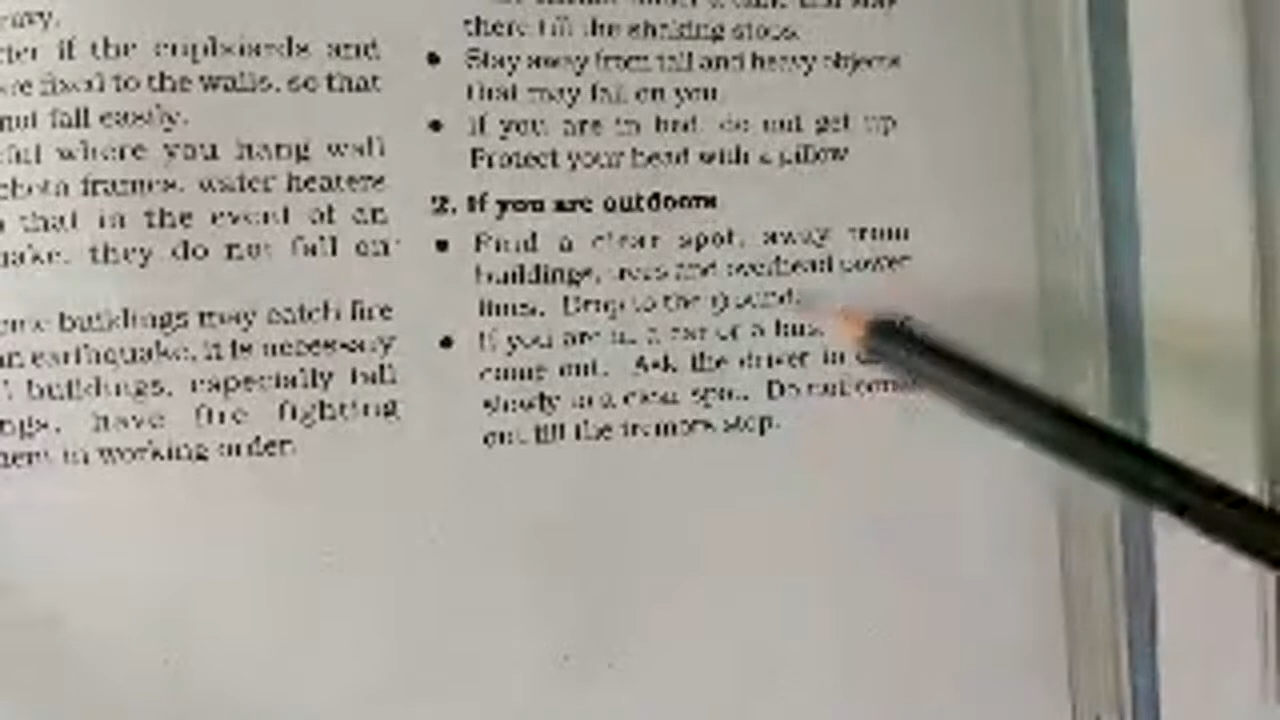 ter if the cupboards and
are fixed to the walls, so that
not fall easily.
where you hang wall
photo frames, water heaters
that in the event of an
they do not fall on
buildings may catch fire
an earthquake, it is necessary
buildings, especially tall
have fire fighting
in working order.
there till the shaking stops.
• Stay away from tall and heavy objects
that may fall on you.
• If you are in bed, do not get up.
Protect your head with a pillow
2. If you are outdoors
• Find a clear spot, away from
buildings, trees and overhead power
lines. Drop to the ground.
• If you are in a car or a bus,
come out. Ask the driver to
slowly to a clear spot. Do not come
out till the tremors stop.